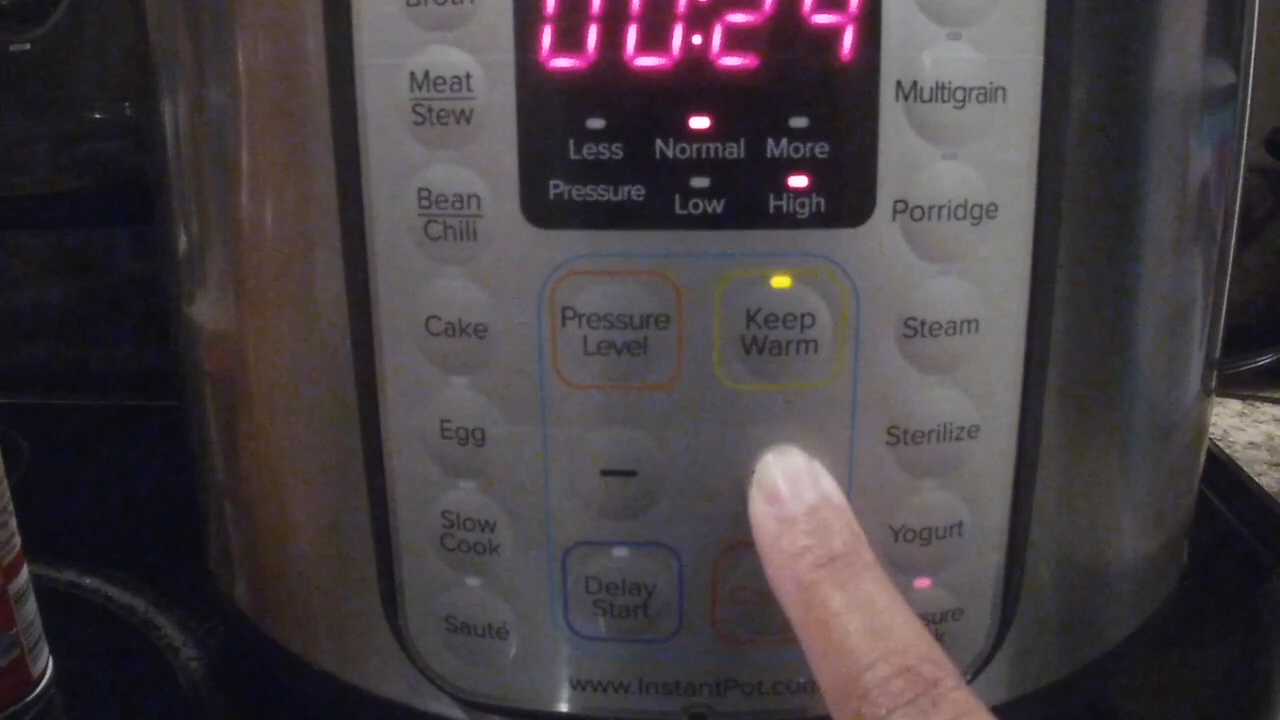 Broth
00:24
Meat
Stew
Less Normal More
Pressure Low High
Multigrain
Bean
Chili
Porridge
Cake
Pressure
Level
Keep
Warm
Steam
Egg
Sterilize
Slow
Cook
Yogurt
Delay
Start
Sauté
www.InstantPot.com